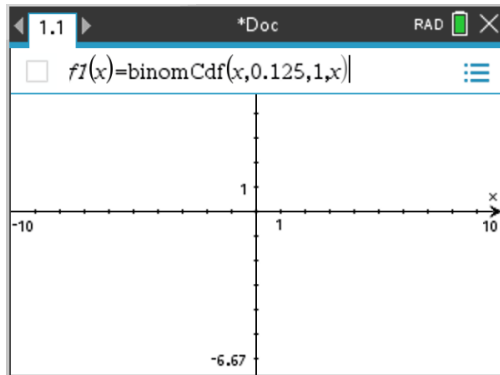 1.1 *Doc RAD
f1(x)=binomCdf(x,0.125,1,x)
1
x
-10 1 10
-6.67